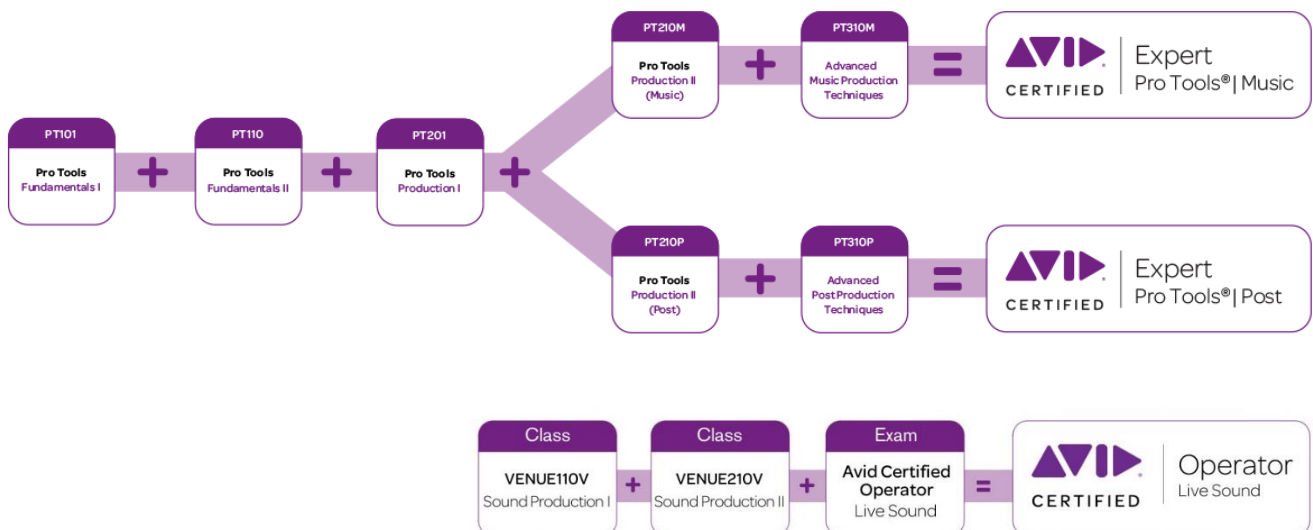 PT210M
Pro Tools
Production II
(Music)
+
PT310M
Advanced
Music Production
Techniques
=
AVID
CERTIFIED
Expert
Pro Tools®| Music
PT101
Pro Tools
Fundamentals I
+
PT110
Pro Tools
Fundamentals II
+
PT201
Pro Tools
Production I
+
PT210P
Pro Tools
Production II
(Post)
+
PT310P
Advanced
Post Production
Techniques
=
AVID
CERTIFIED
Expert
Pro Tools®| Post
Class
VENUE110V
Sound Production I
+
Class
VENUE210V
Sound Production II
+
Exam
Avid Certified
Operator
Live Sound
=
AVID
CERTIFIED
Operator
Live Sound